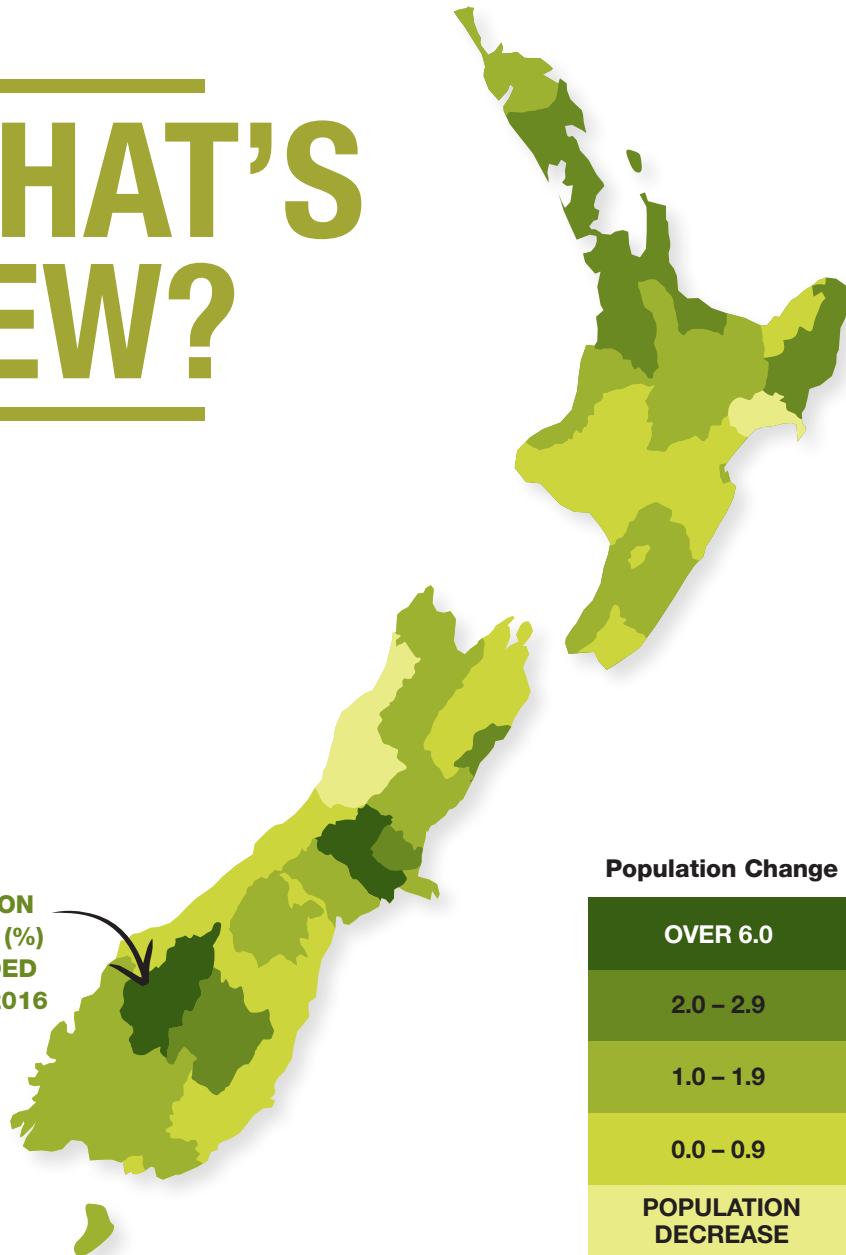 HAT'S
EW?
ON
(%)
ED
2016
Population Change
OVER 6.0
2.0 – 2.9
1.0 – 1.9
0.0 – 0.9
POPULATION
DECREASE